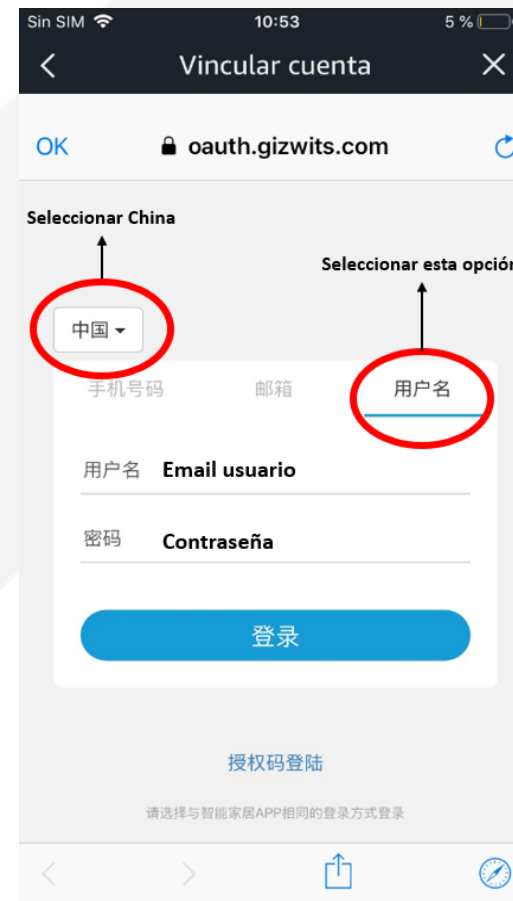 Sin SIM 10:53 5 %
Vincular cuenta
OK oauth.gizwits.com
Seleccionar China
Seleccionar esta opción
中国
手机号码 邮箱 用户名
用户名 Email usuario
密码 Contraseña
登录
授权码登陆
请选择与智能家居APP相同的登录方式登录